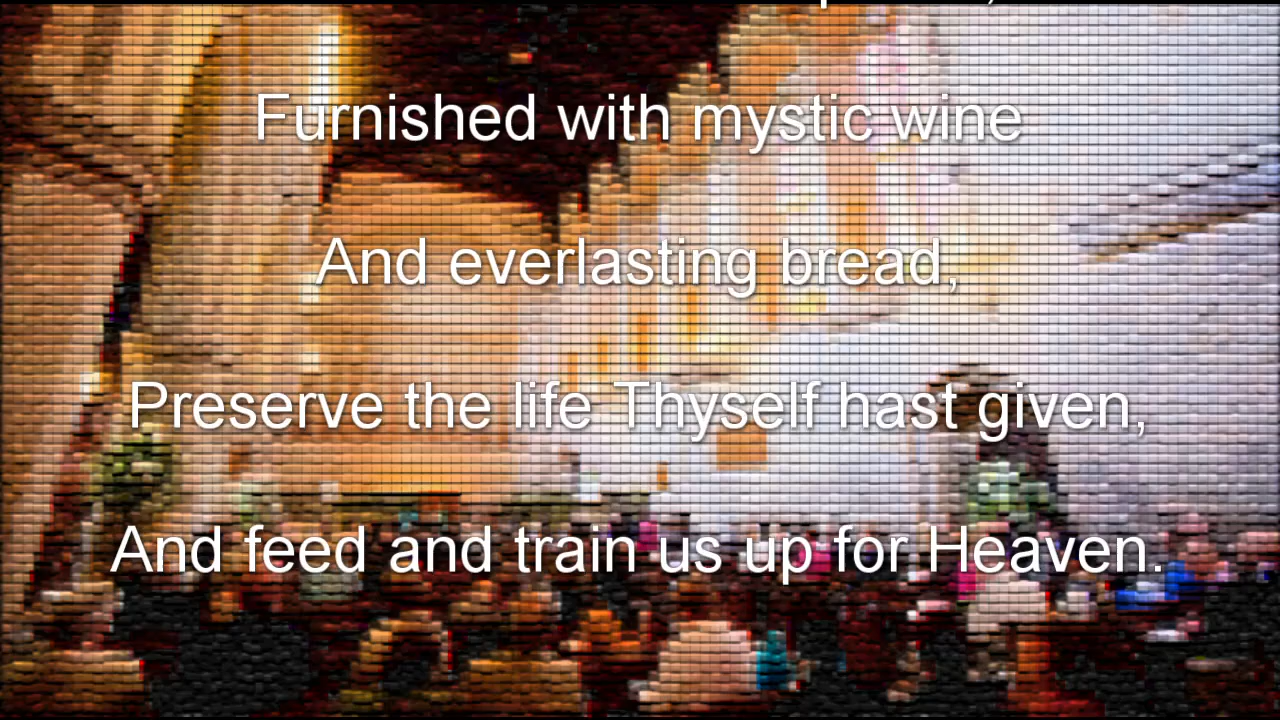 Furnished with mystic wine
And everlasting bread,
Preserve the life Thyself hast given,
And feed and train us up for Heaven.